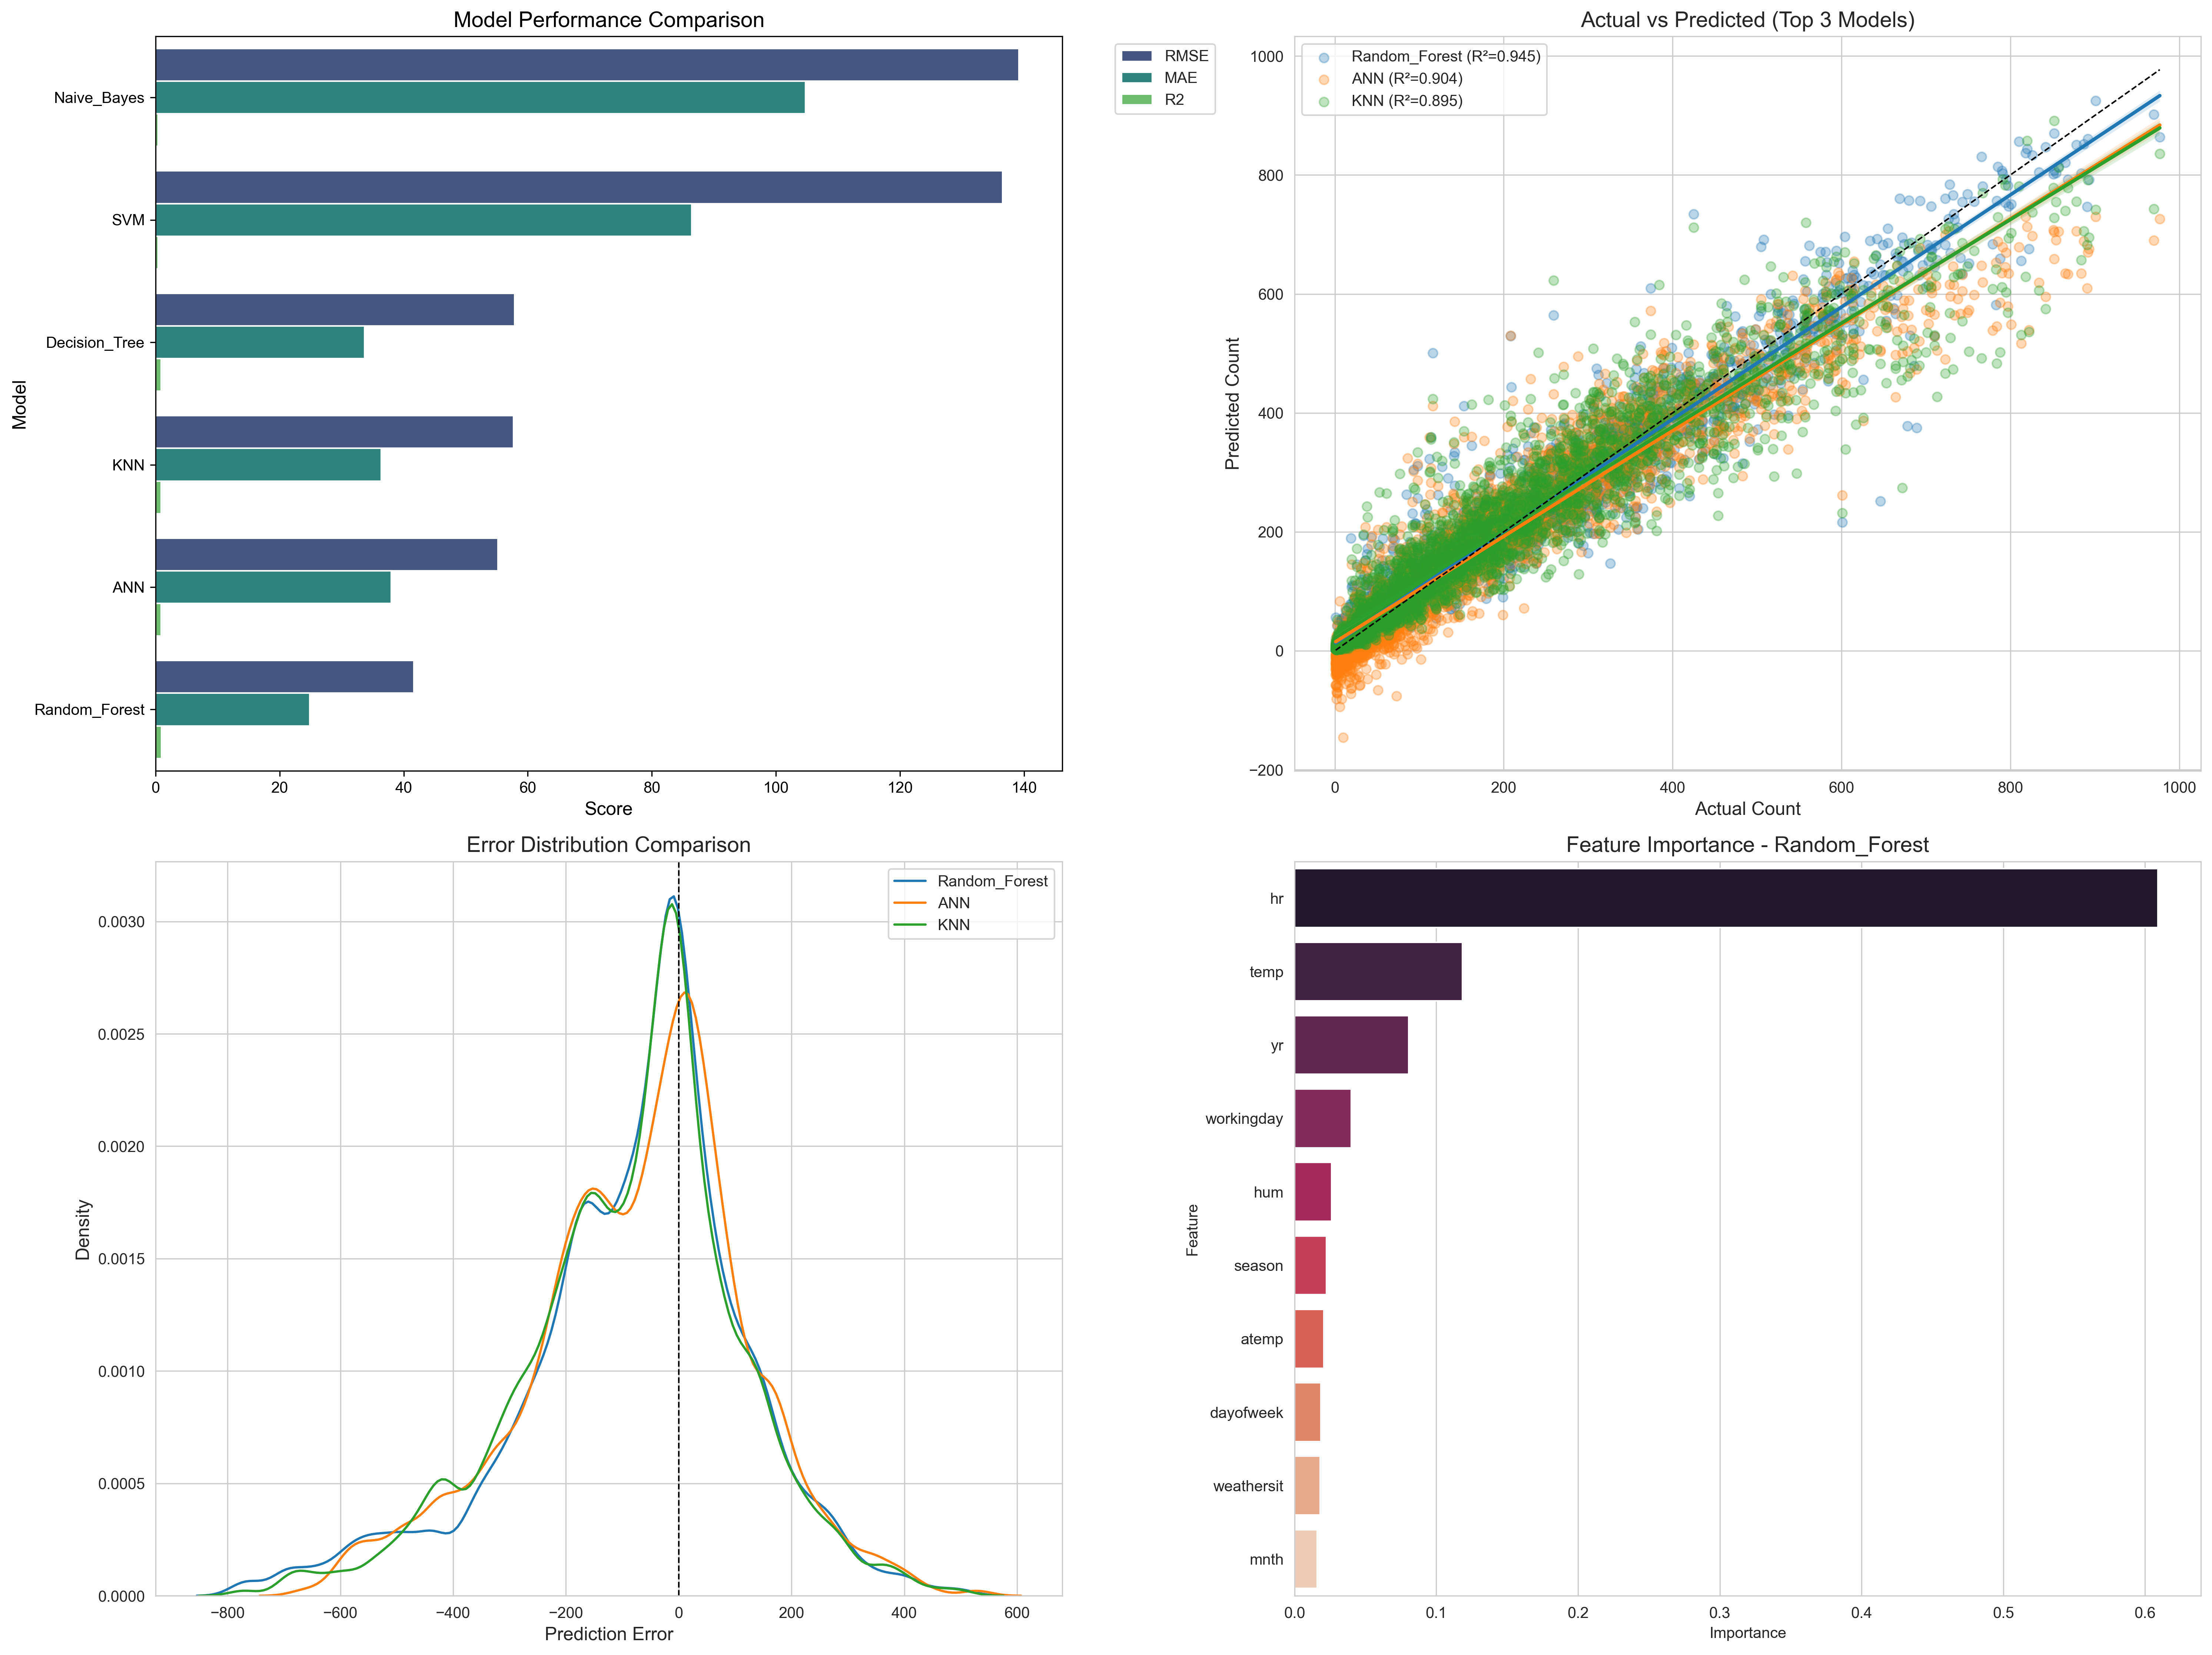 Model Performance Comparison
Model
Naive_Bayes
SVM
Decision_Tree
KNN
ANN
Random_Forest
0 20 40 60 80 100 120 140
Score
RMSE
MAE
R2
Actual vs Predicted (Top 3 Models)
Random_Forest (R²=0.945)
ANN (R²=0.904)
KNN (R²=0.895)
Predicted Count
1000
800
600
400
200
0
−200
0 200 400 600 800 1000
Actual Count
Error Distribution Comparison
Random_Forest
ANN
KNN
Density
0.0030
0.0025
0.0020
0.0015
0.0010
0.0005
0.0000
−800 −600 −400 −200 0 200 400 600
Prediction Error
Feature Importance - Random_Forest
Feature
hr
temp
yr
workingday
hum
season
atemp
dayofweek
weathersit
mnth
0.0 0.1 0.2 0.3 0.4 0.5 0.6
Importance